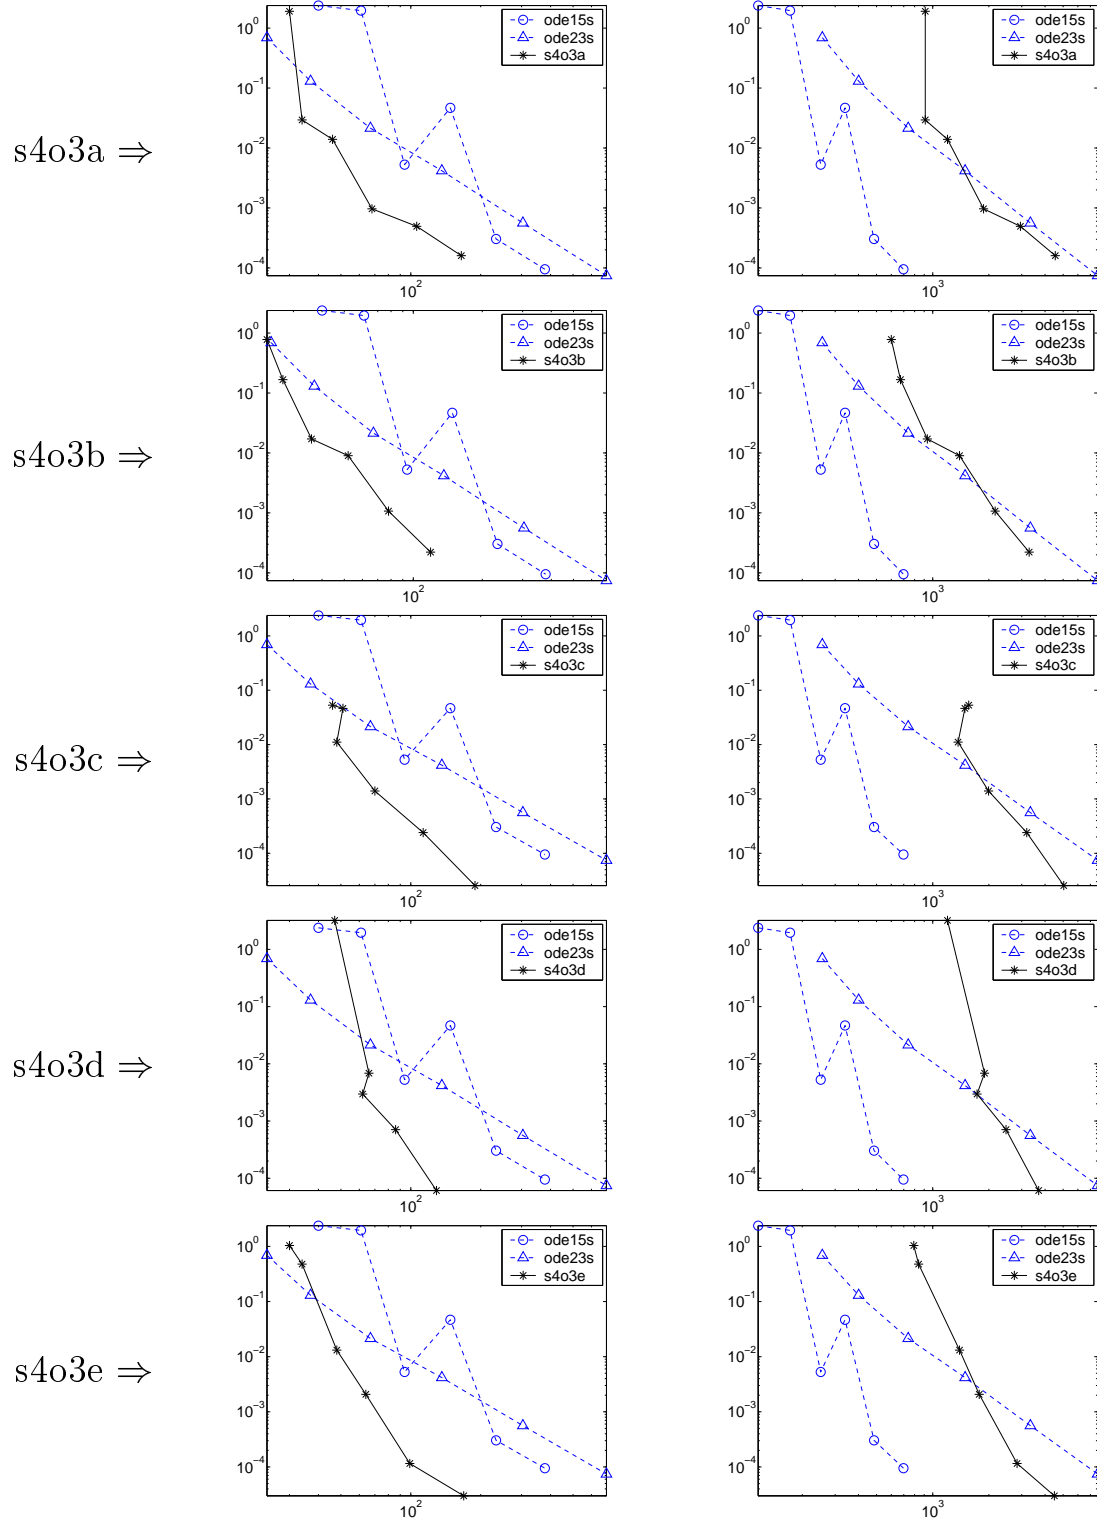 s4o3a ⇒
10^0
10^-1
10^-2
10^-3
10^-4
10^2
ode15s
ode23s
s4o3a
10^0
10^-1
10^-2
10^-3
10^-4
10^3
ode15s
ode23s
s4o3a
s4o3b ⇒
10^0
10^-1
10^-2
10^-3
10^-4
10^2
ode15s
ode23s
s4o3b
10^0
10^-1
10^-2
10^-3
10^-4
10^3
ode15s
ode23s
s4o3b
s4o3c ⇒
10^0
10^-1
10^-2
10^-3
10^-4
10^2
ode15s
ode23s
s4o3c
10^0
10^-1
10^-2
10^-3
10^-4
10^3
ode15s
ode23s
s4o3c
s4o3d ⇒
10^0
10^-1
10^-2
10^-3
10^-4
10^2
ode15s
ode23s
s4o3d
10^0
10^-1
10^-2
10^-3
10^-4
10^3
ode15s
ode23s
s4o3d
s4o3e ⇒
10^0
10^-1
10^-2
10^-3
10^-4
10^2
ode15s
ode23s
s4o3e
10^0
10^-1
10^-2
10^-3
10^-4
10^3
ode15s
ode23s
s4o3e